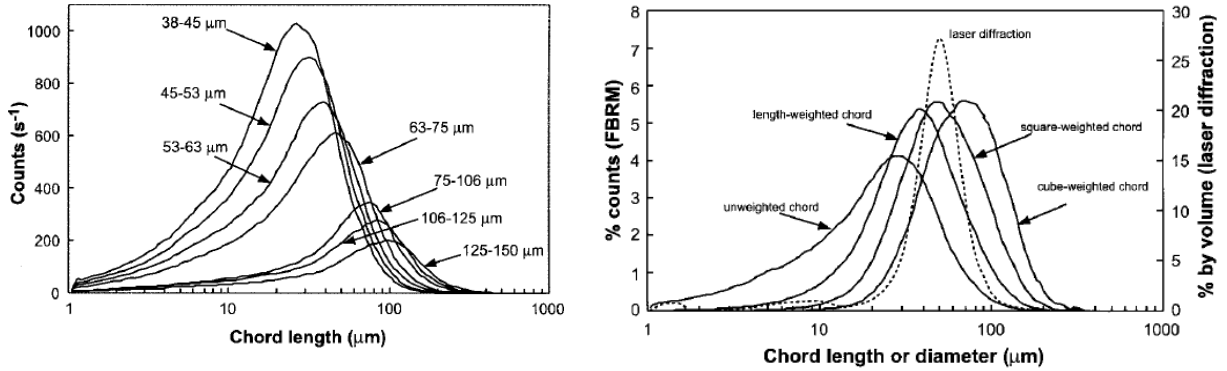 1000
800
600
400
200
0
Counts (s⁻¹)
38-45 μm
45-53 μm
53-63 μm
63-75 μm
75-106 μm
106-125 μm
125-150 μm
1 10 100 1000
Chord length (μm)
8
7
6
5
4
3
2
1
0
% counts (FBRM)
laser diffraction
length-weighted chord
square-weighted chord
unweighted chord
cube-weighted chord
30
25
20
15
10
5
0
% by volume (laser diffraction)
1 10 100 1000
Chord length or diameter (μm)